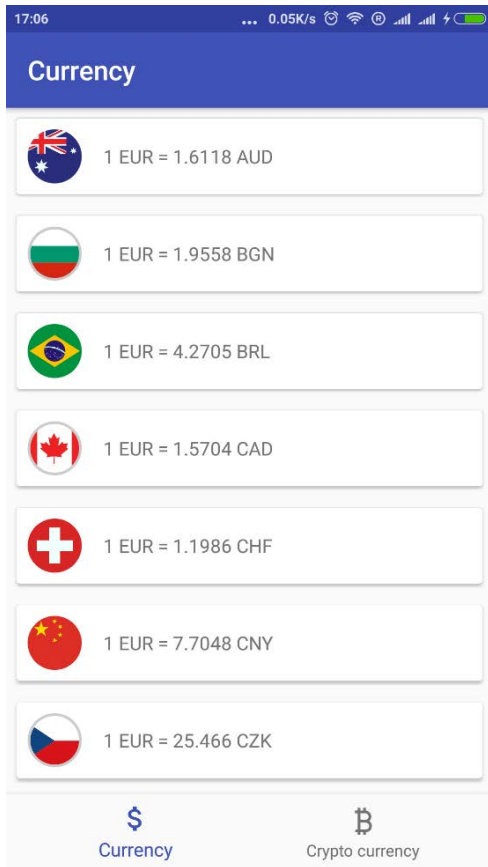 17:06 ... 0.05K/s ®
Currency
1 EUR = 1.6118 AUD
1 EUR = 1.9558 BGN
1 EUR = 4.2705 BRL
1 EUR = 1.5704 CAD
1 EUR = 1.1986 CHF
1 EUR = 7.7048 CNY
1 EUR = 25.466 CZK
Currency Crypto currency